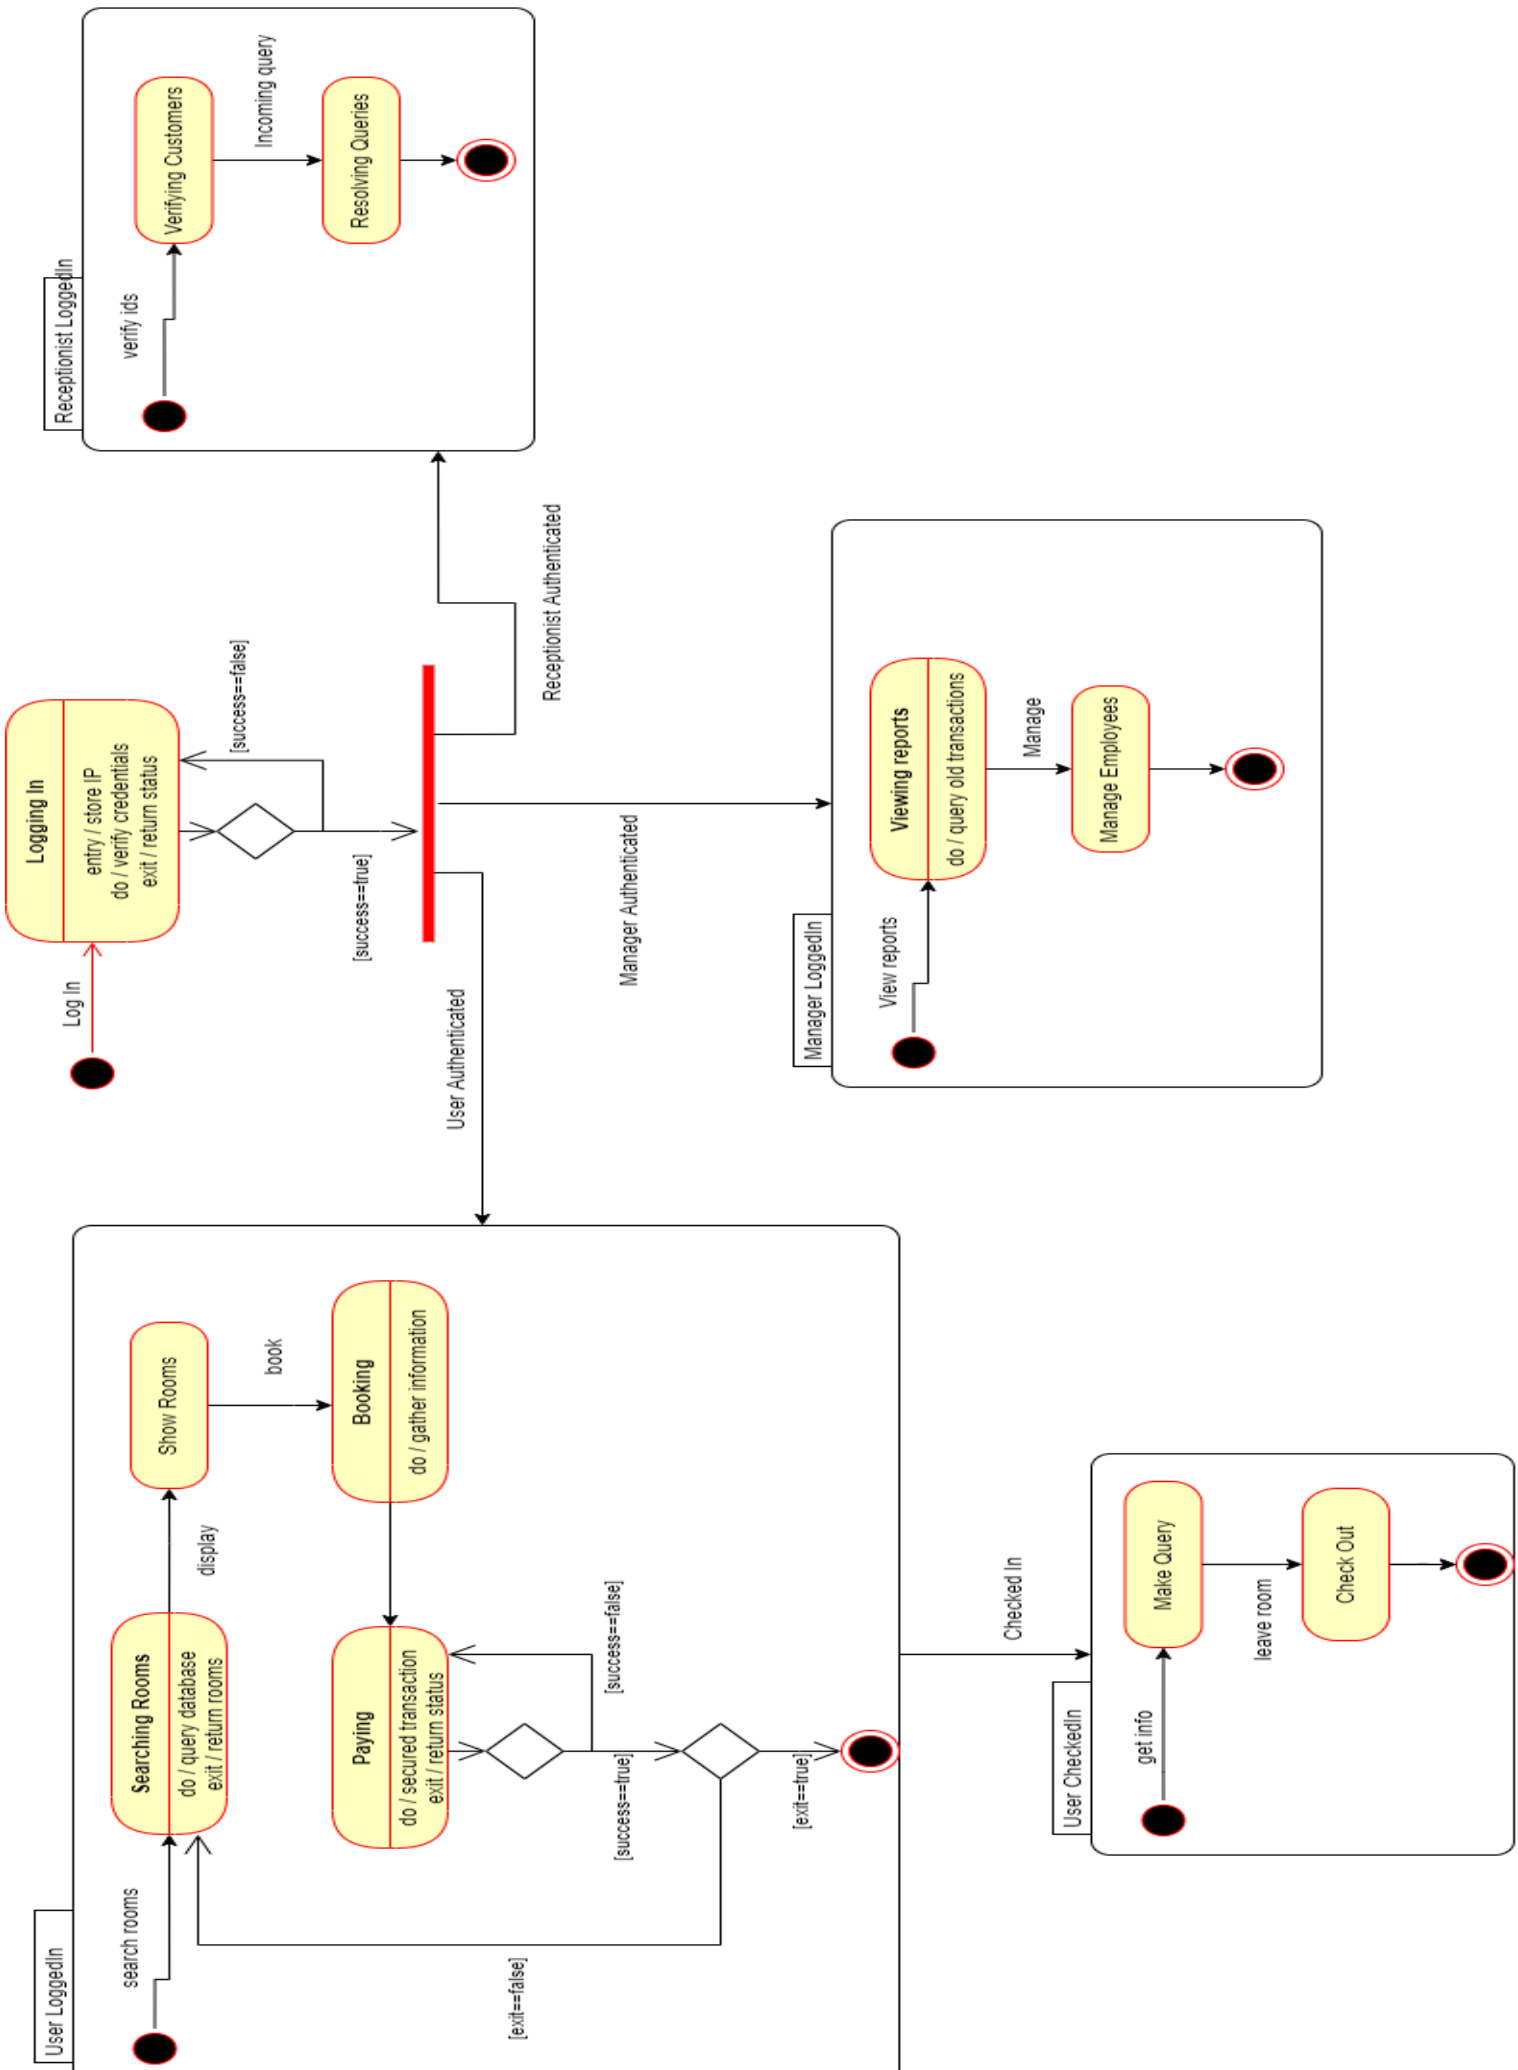 Log In
Logging In
entry / store IP
do / verify credentials
exit / return status
[success==false]
[success==true]
User Authenticated
Manager Authenticated
Receptionist Authenticated
User LoggedIn
search rooms
Searching Rooms
do / query database
exit / return rooms
display
Show Rooms
book
Booking
do / gather information
Paying
do / secured transaction
exit / return status
[success==false]
[success==true]
[exit==false]
[exit==true]
Checked In
User CheckedIn
get info
Make Query
leave room
Check Out
Manager LoggedIn
View reports
Viewing reports
do / query old transactions
Manage
Manage Employees
Receptionist LoggedIn
verify ids
Verifying Customers
Incoming query
Resolving Queries